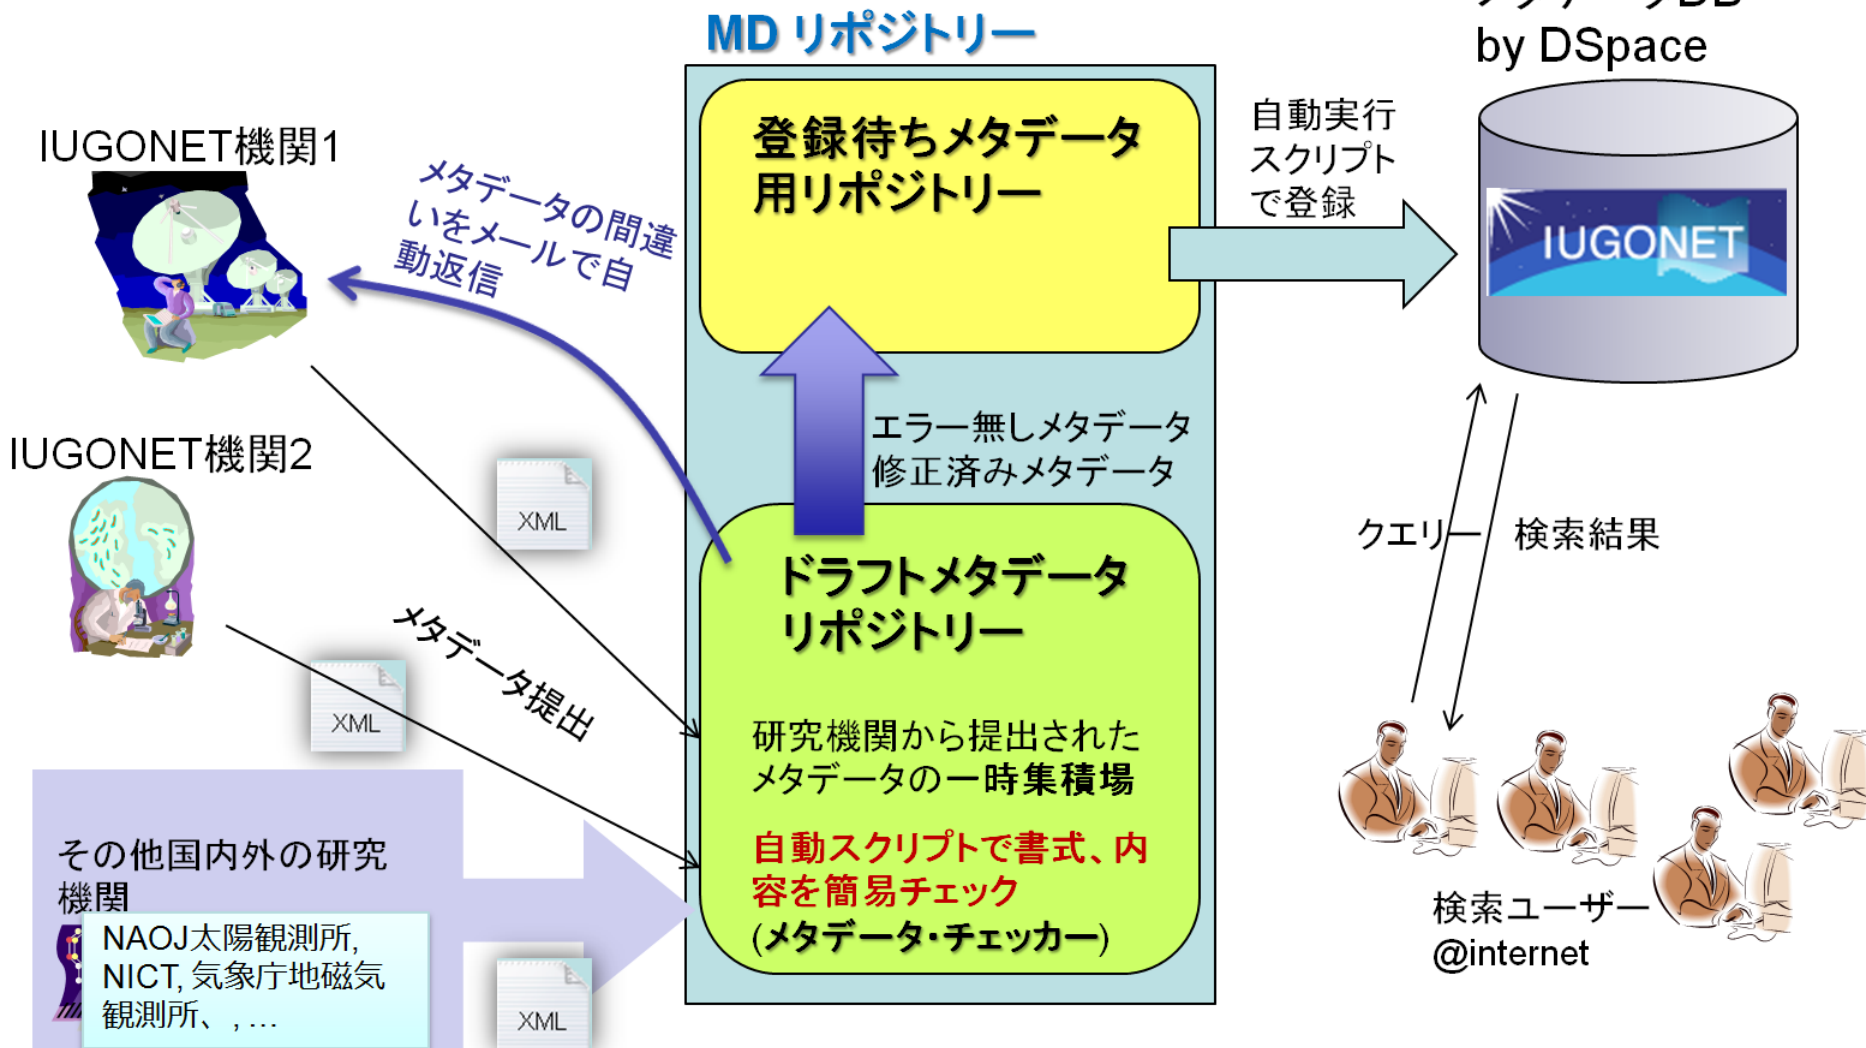 MD リポジトリー
by DSpace
IUGONET機関1
メタデータの間違
いをメールで自
動返信
登録待ちメタデータ
用リポジトリー
自動実行
スクリプト
で登録
IUGONET
エラー無しメタデータ
修正済みメタデータ
IUGONET機関2
XML
クエリー
検索結果
ドラフトメタデータ
リポジトリー
メタデータ提出
XML
研究機関から提出された
メタデータの一時集積場
自動スクリプトで書式、内
容を簡易チェック
(メタデータ・チェッカー)
その他国内外の研究
機関
NAOJ太陽観測所,
NICT, 気象庁地磁気
観測所、, ...
XML
検索ユーザー
@internet